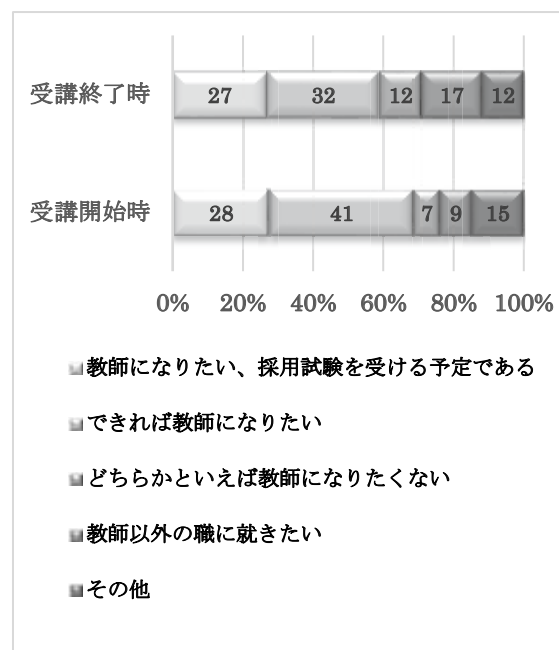 受講終了時 27 32 12 17 12
受講開始時 28 41 7 9 15
0% 20% 40% 60% 80% 100%
教師になりたい、採用試験を受ける予定である
できれば教師になりたい
どちらかといえば教師になりたくない
教師以外の職に就きたい
その他